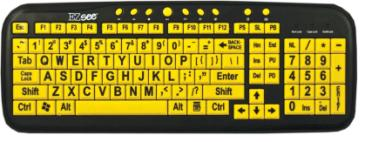 EZsee
Esc F1 F2 F3 F4 F5 F6 F7 F8 F9 F10 F11 F12 PS SL PB
1! 2@ 3# 4$ 5% 6^ 7& 8* 9( 0) BACK-SPACE Hm End NL / * -
Tab Q W E R T Y U I O P Ins PU 7 8 9 +
Caps Lock A S D F G H J K L Enter Del PD 4 5 6
Shift Z X C V B N M Shift 1 2 3
Ctrl Alt Alt Ctrl 0 Ins Del